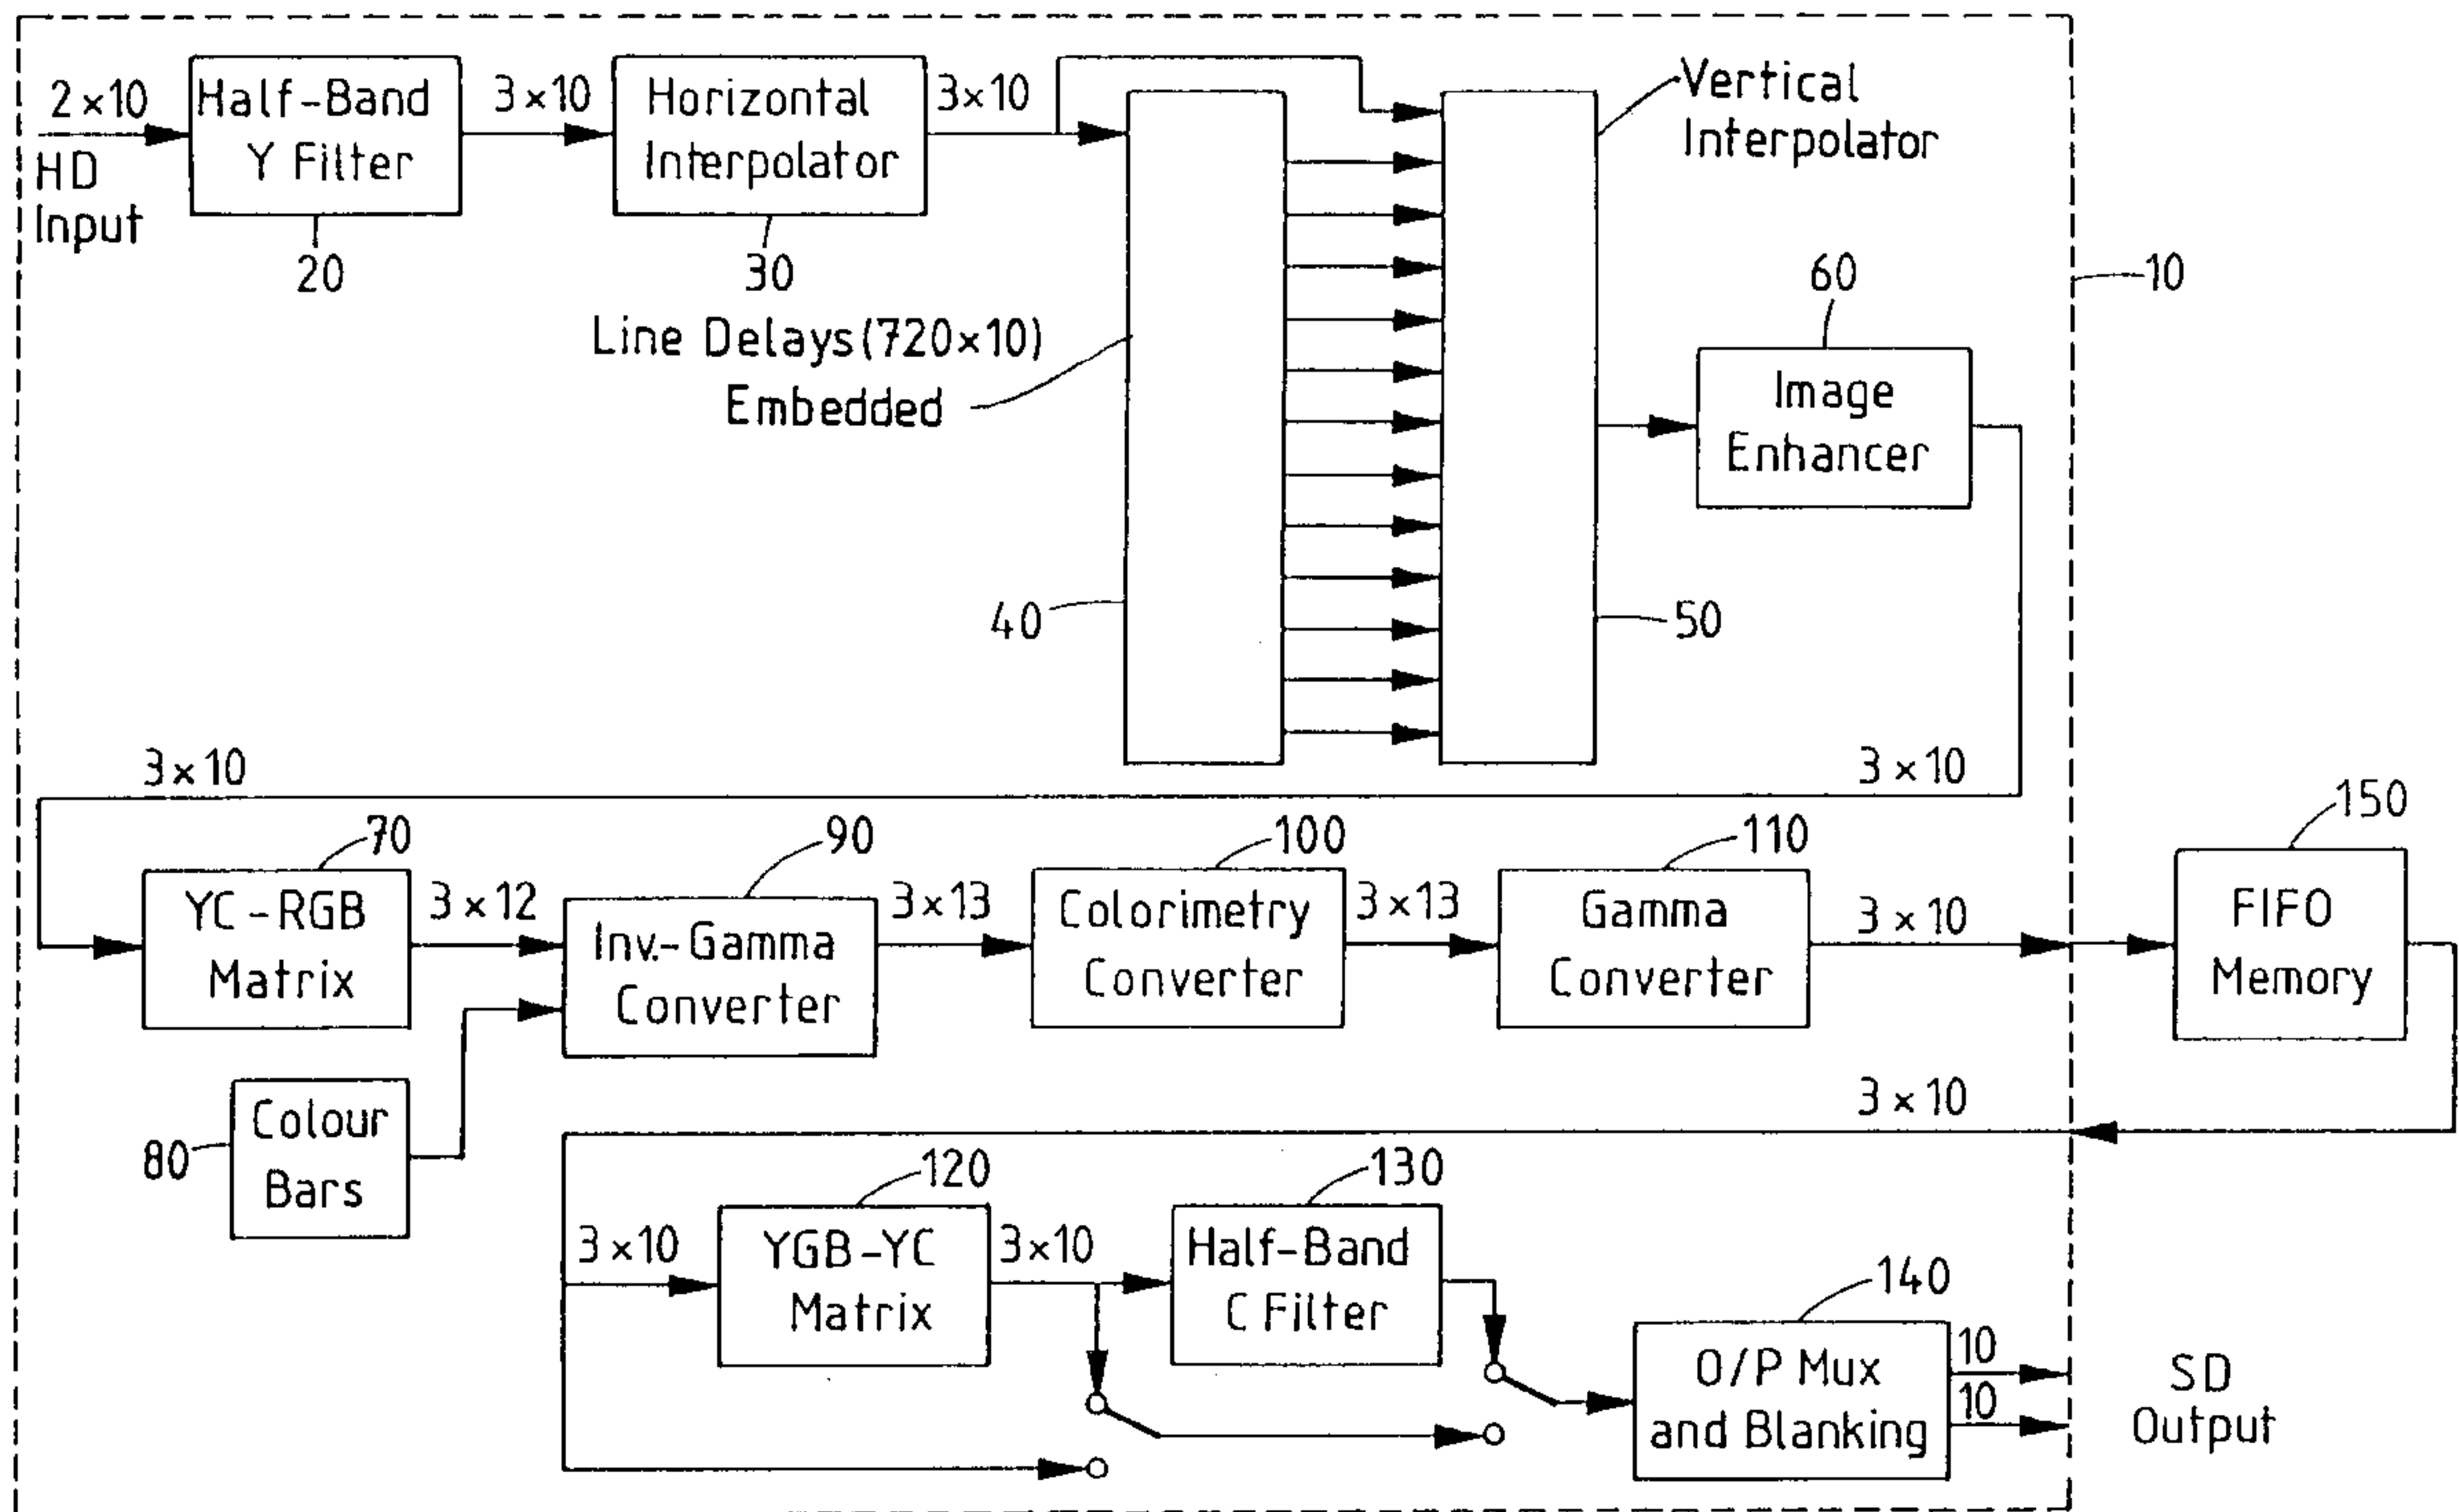 2×10
HD
Input
Half-Band
Y Filter
20
3×10
Horizontal
Interpolator
30
3×10
Line Delays(720×10)
Embedded
40
Vertical
Interpolator
50
60
Image
Enhancer
10
3×10
3×10
70
YC-RGB
Matrix
3×12
Colour
Bars
80
90
Inv.-Gamma
Converter
3×13
100
Colorimetry
Converter
3×13
110
Gamma
Converter
3×10
150
FIFO
Memory
3×10
3×10
120
YGB-YC
Matrix
3×10
130
Half-Band
C Filter
140
O/P Mux
and Blanking
10
10
SD
Output